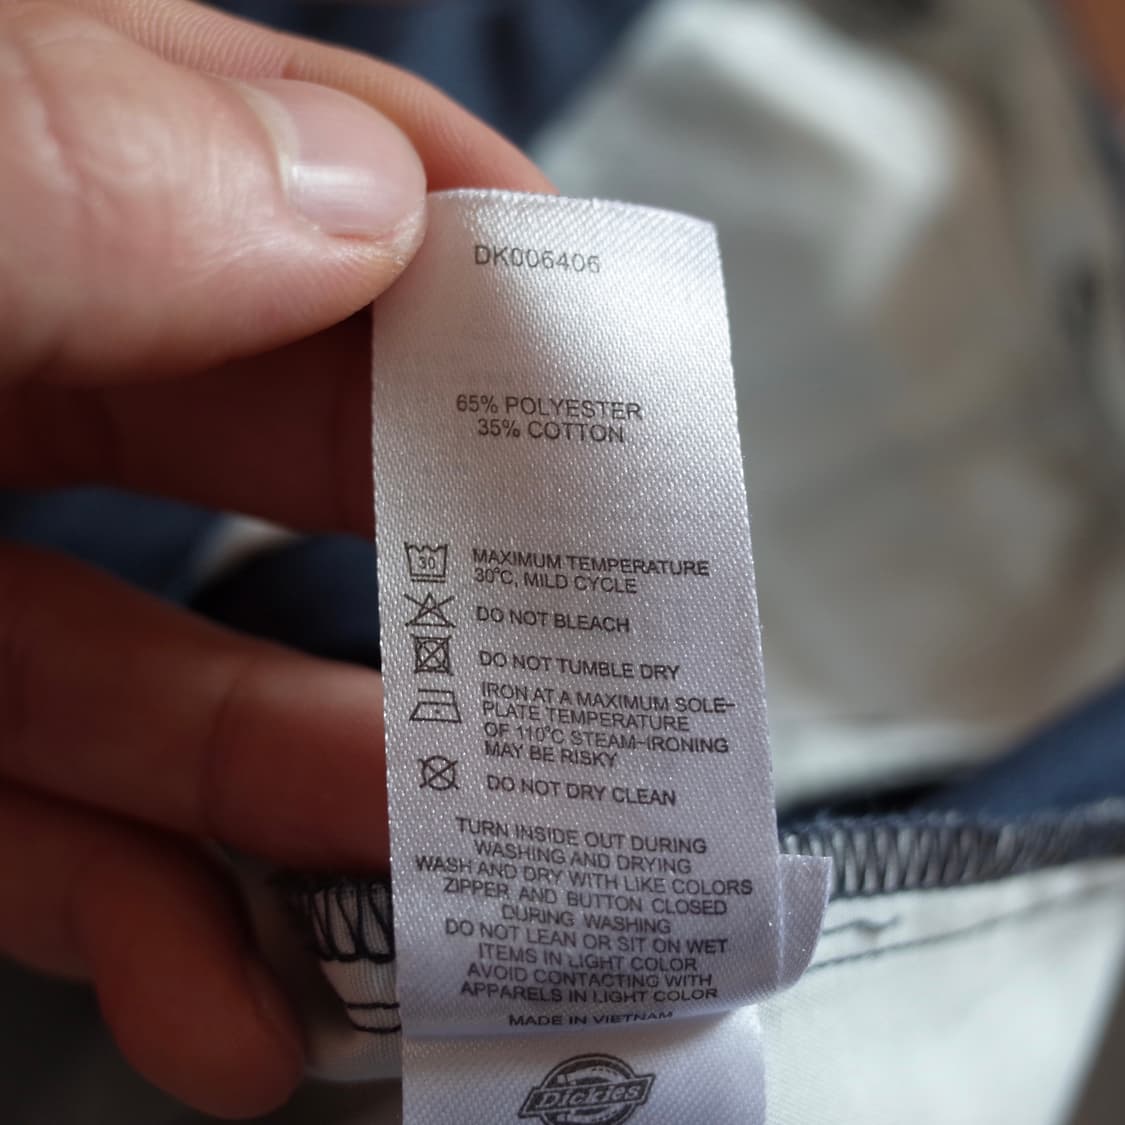 DK006406
65% POLYESTER
35% COTTON
30
MAXIMUM TEMPERATURE
30°C, MILD CYCLE
DO NOT BLEACH
DO NOT TUMBLE DRY
IRON AT A MAXIMUM SOLE-
PLATE TEMPERATURE
OF 110°C STEAM-IRONING
MAY BE RISKY
DO NOT DRY CLEAN
TURN INSIDE OUT DURING
WASHING AND DRYING
WASH AND DRY WITH LIKE COLORS
ZIPPER, AND BUTTON CLOSED
DURING WASHING
DO NOT LEAN OR SIT ON WET
ITEMS IN LIGHT COLOR
AVOID CONTACTING WITH
APPARELS IN LIGHT COLOR
MADE IN VIETNAM
Dickies